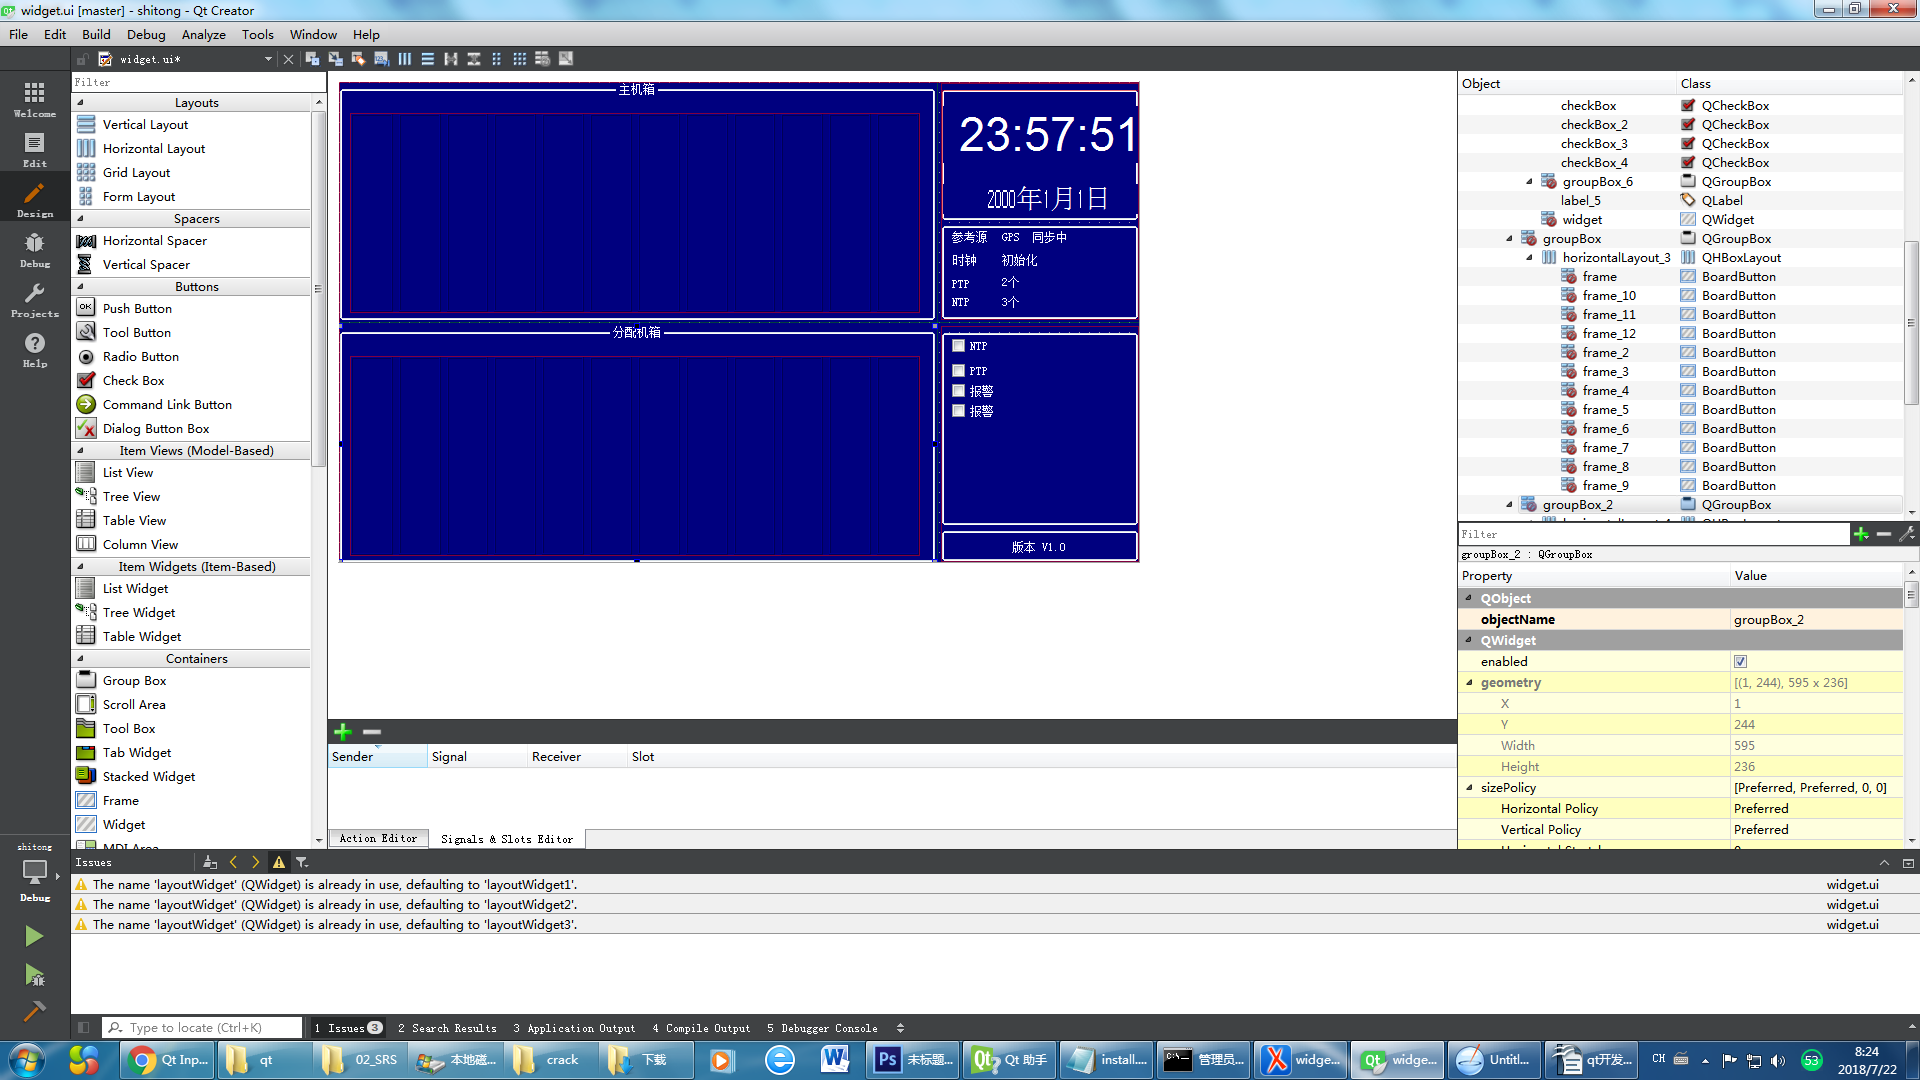 widget.ui [master] - shitong - Qt Creator
File Edit Build Debug Analyze Tools Window Help
widget.ui*
Filter
Welcome
Edit
Design
Debug
Projects
Help
Layouts
Vertical Layout
Horizontal Layout
Grid Layout
Form Layout
Spacers
Horizontal Spacer
Vertical Spacer
Buttons
OK Push Button
Tool Button
Radio Button
Check Box
Command Link Button
Dialog Button Box
Item Views (Model-Based)
List View
Tree View
Table View
Column View
Item Widgets (Item-Based)
List Widget
Tree Widget
Table Widget
Containers
Group Box
Scroll Area
Tool Box
Tab Widget
Stacked Widget
Frame
Widget
MDI Area
主机箱
23:57:51
2000年1月1日
参考源 GPS 同步中
时钟 初始化
PTP 2个
NTP 3个
分配机箱
NTP
PTP
报警
报警
版本 V1.0
Sender Signal Receiver Slot
Action Editor Signals & Slots Editor
Object Class
checkBox QCheckBox
checkBox_2 QCheckBox
checkBox_3 QCheckBox
checkBox_4 QCheckBox
groupBox_6 QGroupBox
label_5 QLabel
widget QWidget
groupBox QGroupBox
horizontalLayout_3 QHBoxLayout
frame BoardButton
frame_10 BoardButton
frame_11 BoardButton
frame_12 BoardButton
frame_2 BoardButton
frame_3 BoardButton
frame_4 BoardButton
frame_5 BoardButton
frame_6 BoardButton
frame_7 BoardButton
frame_8 BoardButton
frame_9 BoardButton
groupBox_2 QGroupBox
Filter
groupBox_2 : QGroupBox
Property Value
QObject
objectName groupBox_2
QWidget
enabled
geometry [(1, 244), 595 x 236]
X 1
Y 244
Width 595
Height 236
sizePolicy [Preferred, Preferred, 0, 0]
Horizontal Policy Preferred
Vertical Policy Preferred
shitong
Debug
Issues
The name 'layoutWidget' (QWidget) is already in use, defaulting to 'layoutWidget1'. widget.ui
The name 'layoutWidget' (QWidget) is already in use, defaulting to 'layoutWidget2'. widget.ui
The name 'layoutWidget' (QWidget) is already in use, defaulting to 'layoutWidget3'. widget.ui
Type to locate (Ctrl+K) 1 Issues 3 2 Search Results 3 Application Output 4 Compile Output 5 Debugger Console
Qt Inp... qt 02_SRS 本地磁... crack 下载 未标题... Qt 助手 install.... 管理员... widge... widge... Untitl... qt开发... CH 53 8:24
2018/7/22